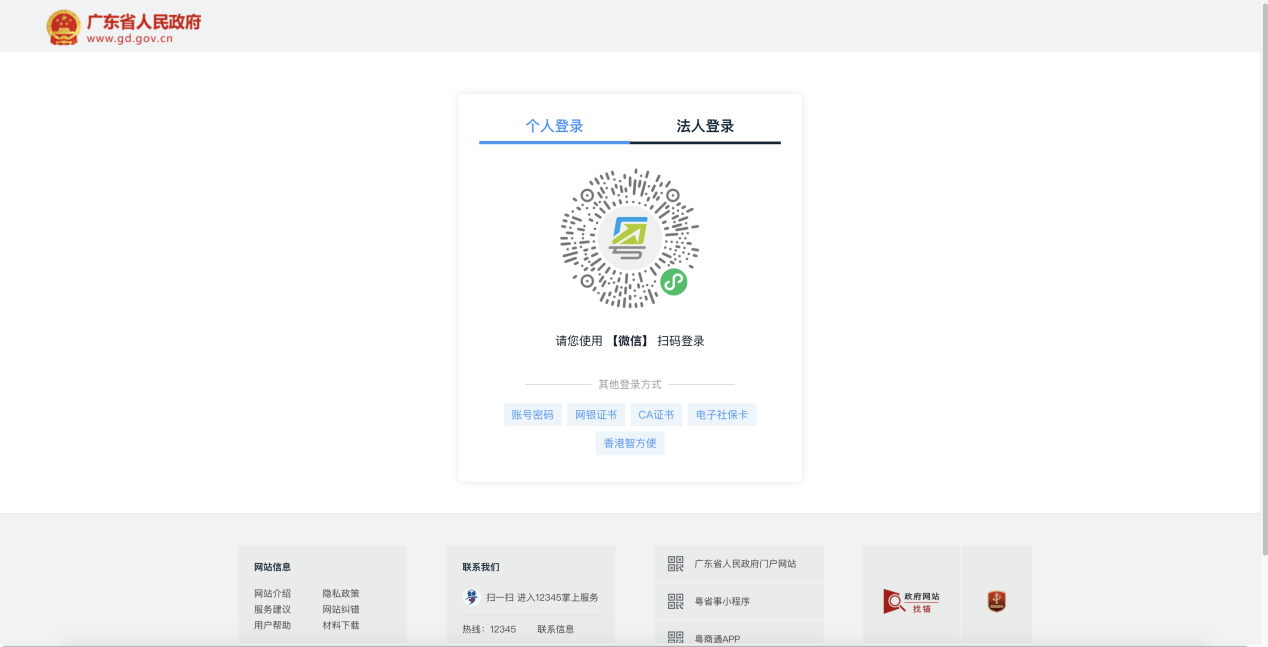 广东省人民政府
www.gd.gov.cn
个人登录 法人登录
请您使用 【微信】 扫码登录
其他登录方式
账号密码 网银证书 CA证书 电子社保卡
香港智方便
网站信息
网站介绍 隐私政策
服务建议 网站纠错
用户帮助 材料下载
联系我们
扫一扫 进入12345掌上服务
热线：12345 联系信息
广东省人民政府门户网站
粤省事小程序
粤商通APP
政府网站
找错